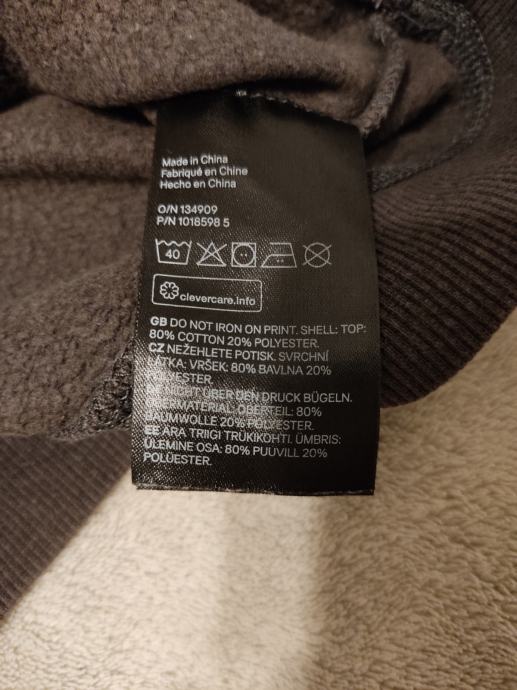 Made in China
Fabriqué en Chine
Hecho en China
O/N 134909
P/N 1018598 5
40
clevercare.info
GB DO NOT IRON ON PRINT. SHELL: TOP:
80% COTTON 20% POLYESTER.
CZ NEŽEHLETE POTISK. SVRCHNÍ
LÁTKA: VRŠEK: 80% BAVLNA 20%
POLYESTER.
ÜBER DEN DRUCK BÜGELN.
OBERTEIL: 80%
BAUMWOLLE 20% POLYESTER.
EE ÄRA TRIIGI TRÜKIKOHTI. ÜMBRIS:
ÜLEMINE OSA: 80% PUUVILL 20%
POLÜESTER.